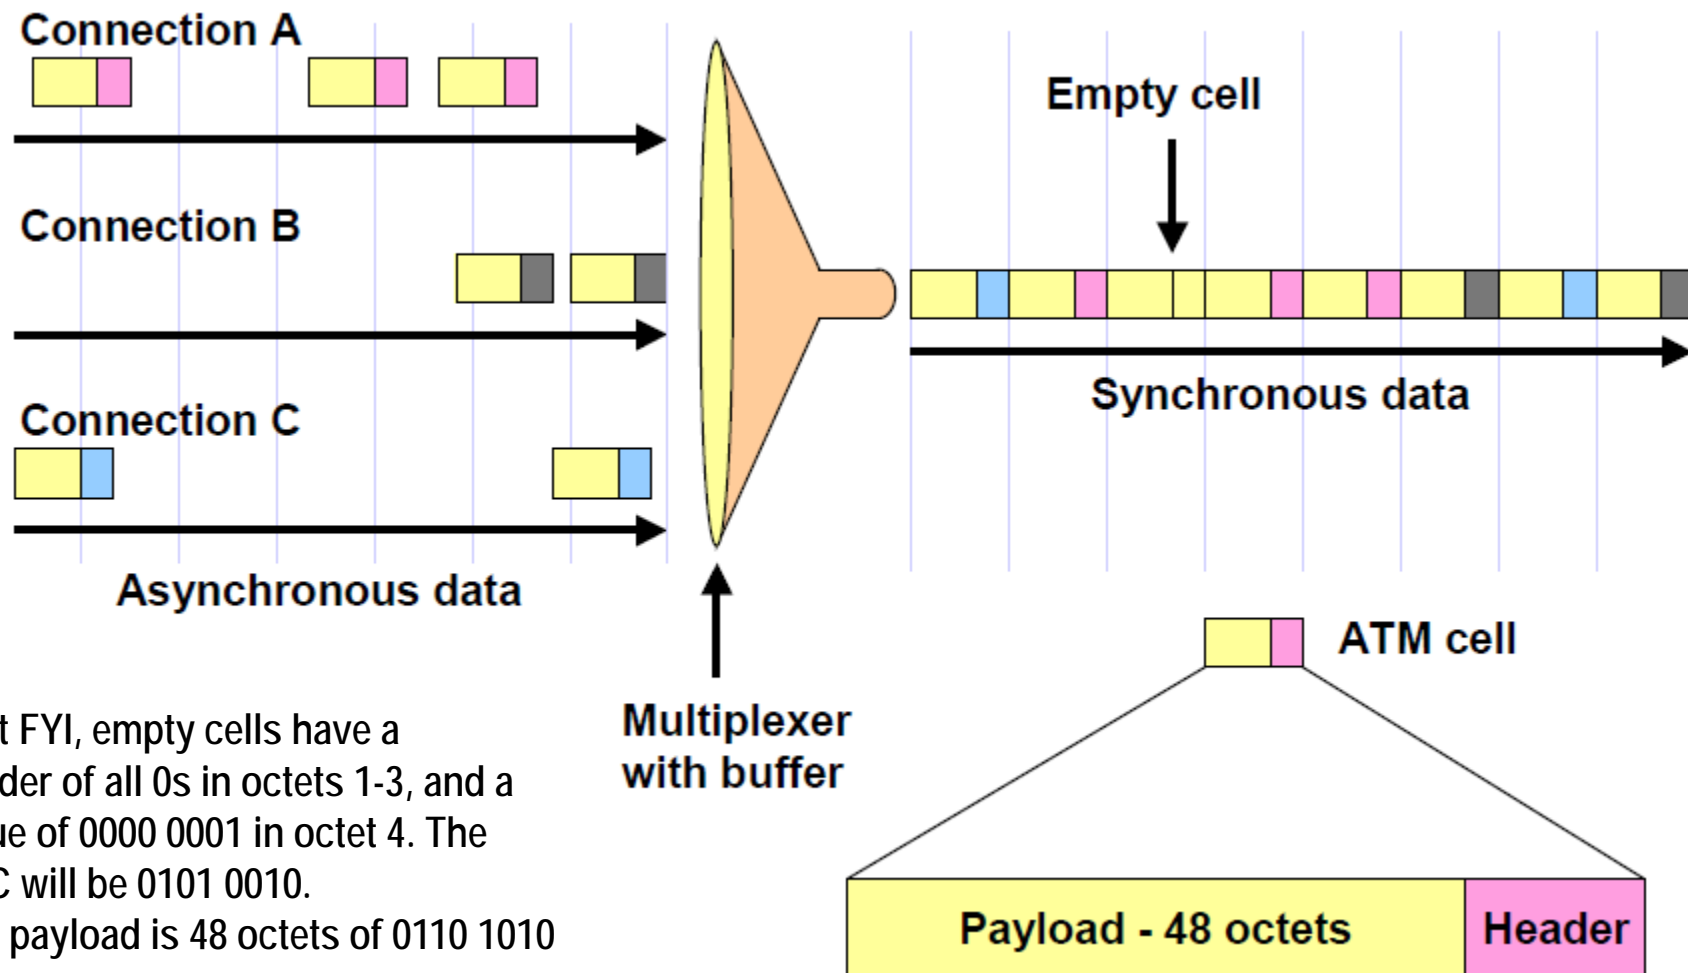 Connection A
Empty cell
Connection B
Synchronous data
Connection C
Asynchronous data
ATM cell
Multiplexer
with buffer
t FYI, empty cells have a
der of all 0s in octets 1-3, and a
ue of 0000 0001 in octet 4. The
C will be 0101 0010.
payload is 48 octets of 0110 1010
Payload - 48 octets
Header